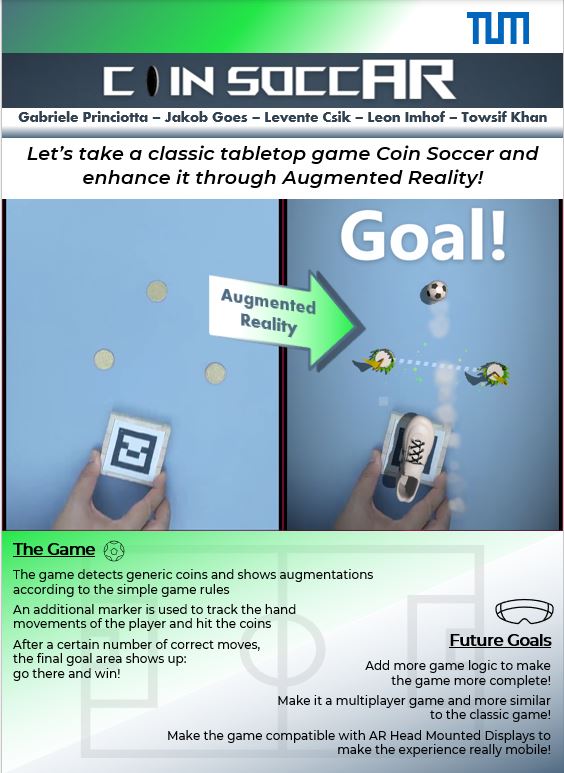 TUM
COIN SOCCAR
Gabriele Princiotta – Jakob Goes – Levente Csik – Leon Imhof – Towsif Khan
Let's take a classic tabletop game Coin Soccer and
enhance it through Augmented Reality!
Goal!
Augmented
Reality
The Game
The game detects generic coins and shows augmentations
according to the simple game rules
An additional marker is used to track the hand
movements of the player and hit the coins
After a certain number of correct moves,
the final goal area shows up:
go there and win!
Future Goals
Add more game logic to make
the game more complete!
Make it a multiplayer game and more similar
to the classic game!
Make the game compatible with AR Head Mounted Displays to
make the experience really mobile!